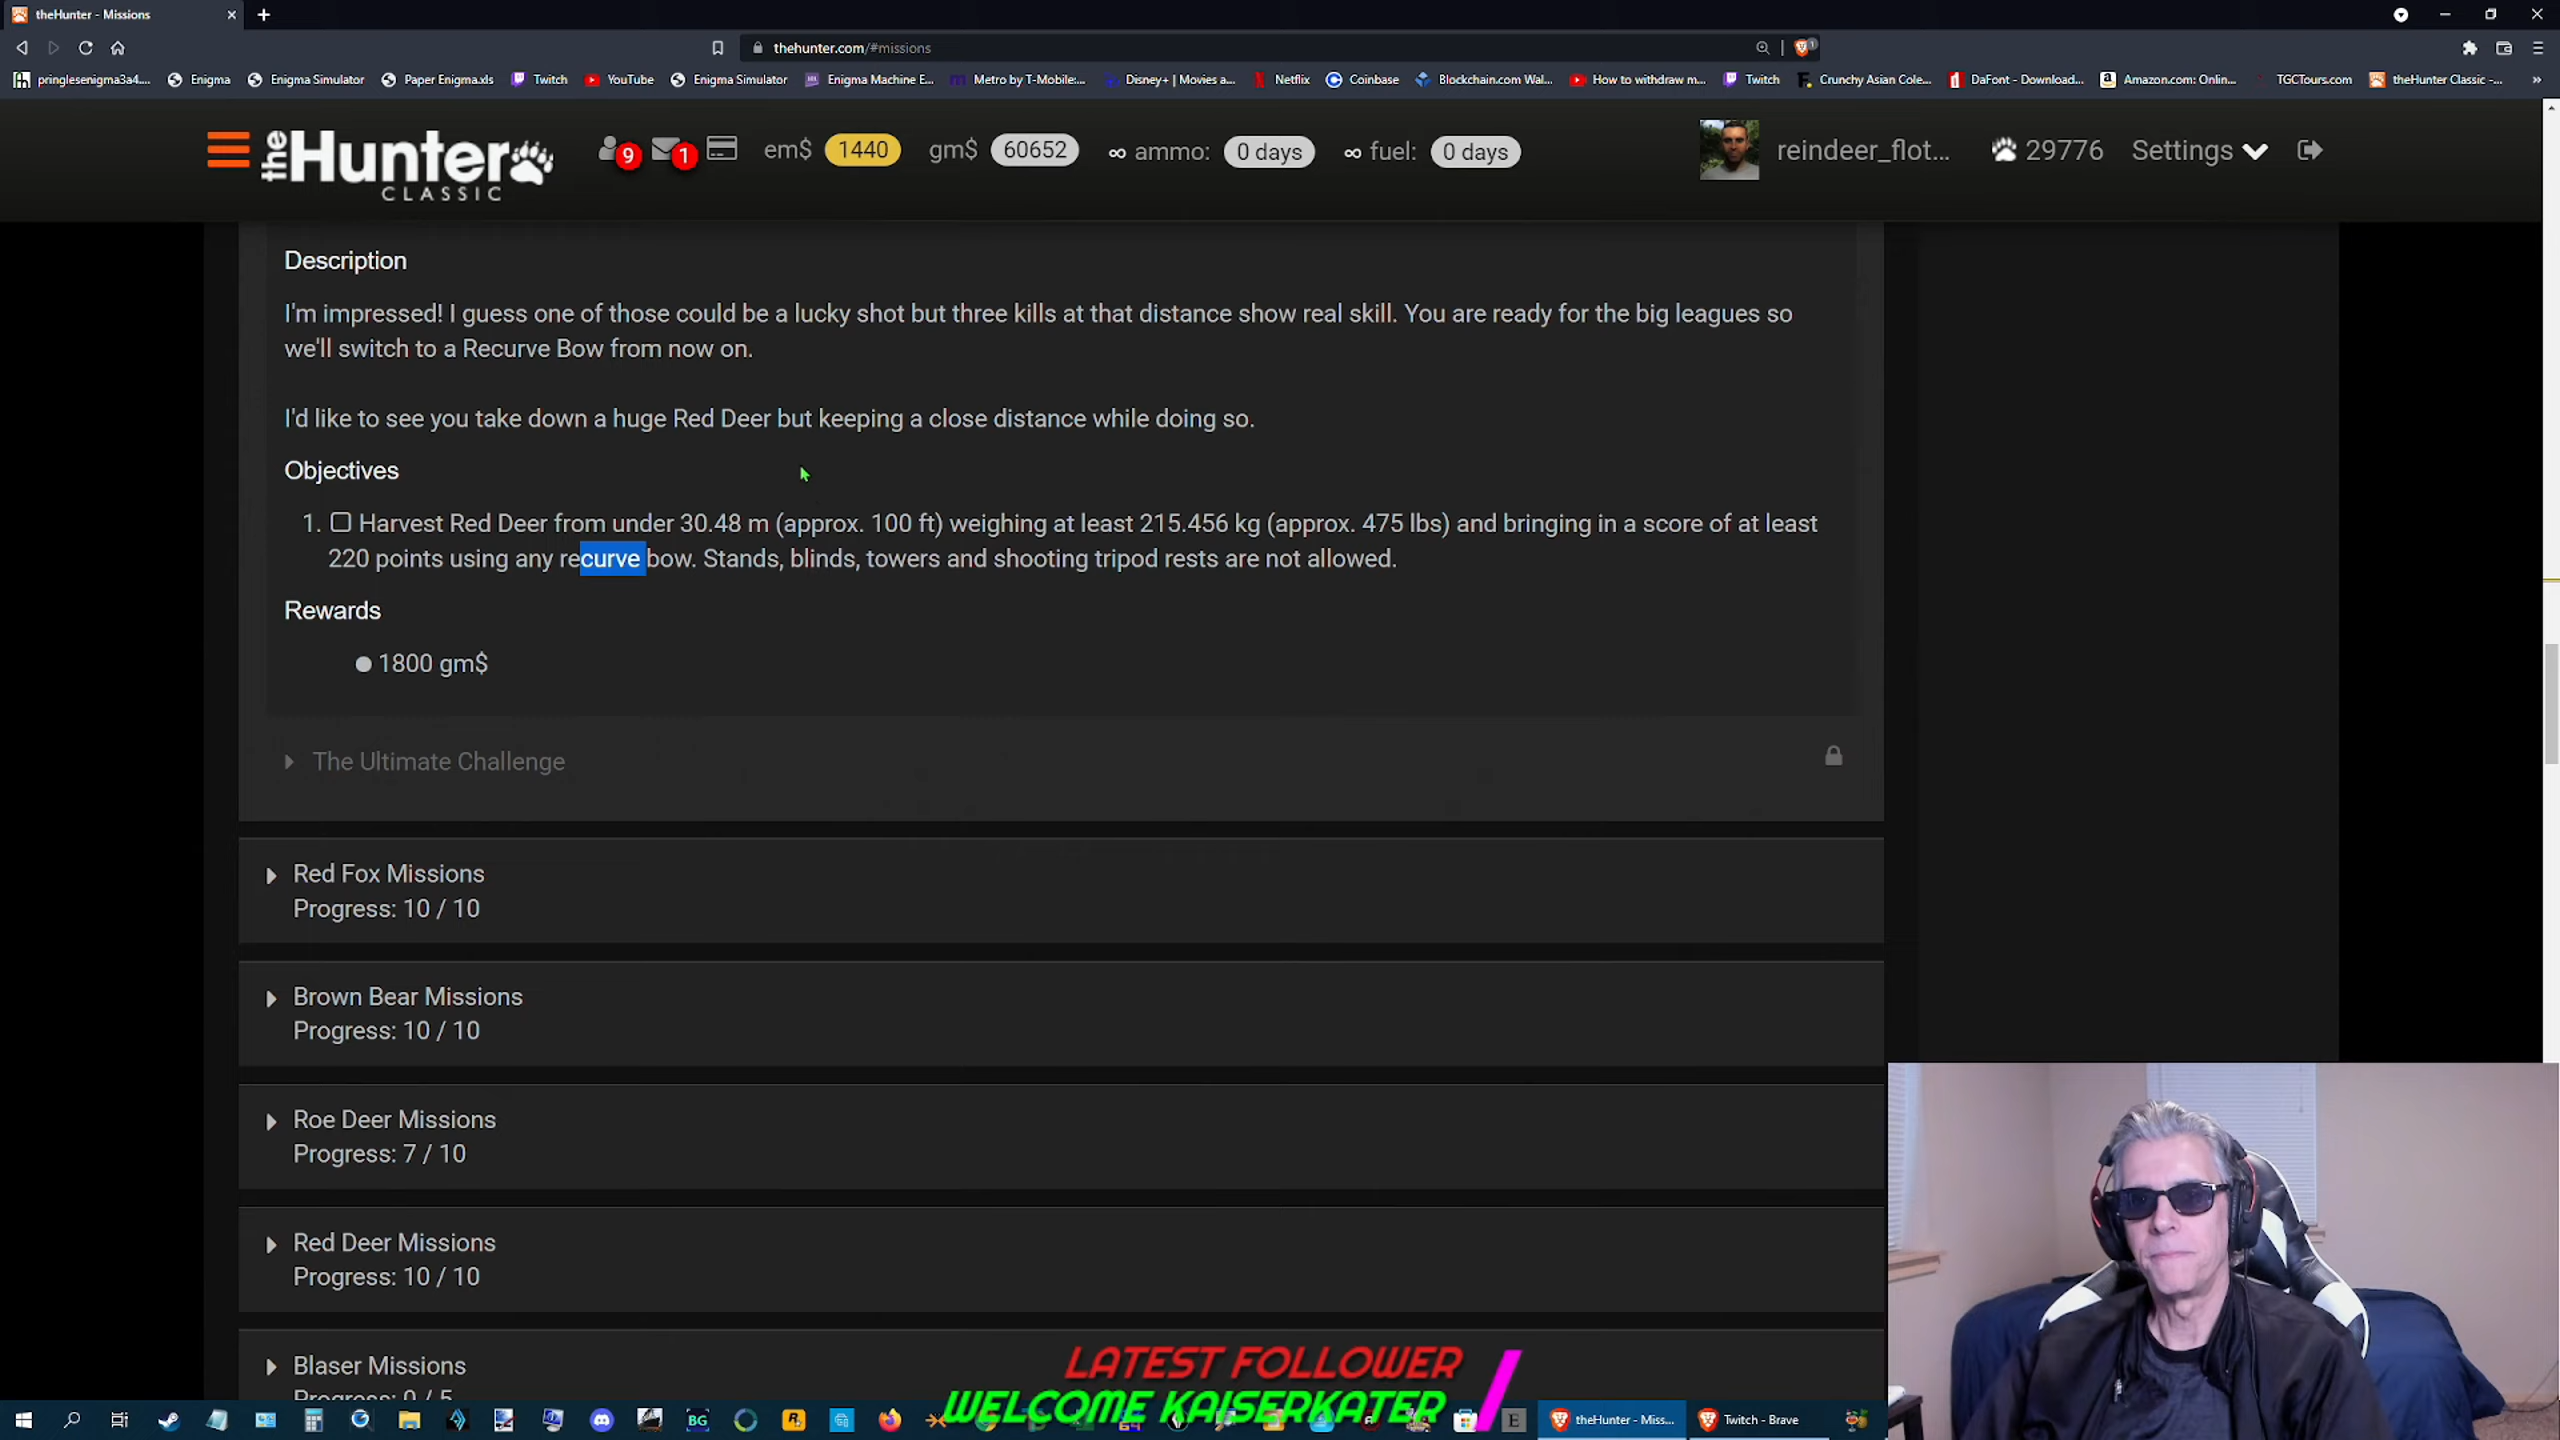 theHunter - Missions
thehunter.com/#missions
pringlesenigma3a4....
Enigma
Enigma Simulator
Paper Enigma.xls
Twitch
YouTube
Enigma Simulator
Enigma Machine E...
Metro by T-Mobile:...
Disney+ | Movies a...
Netflix
Coinbase
Blockchain.com Wal...
How to withdraw m...
Twitch
Crunchy Asian Cole...
DaFont - Download...
Amazon.com: Onlin...
TGCTours.com
theHunter Classic -...
theHunter
CLASSIC
9
1
em$ 1440
gm$ 60652
∞ ammo: 0 days
∞ fuel: 0 days
reindeer_flot...
29776
Settings
Description
I'm impressed! I guess one of those could be a lucky shot but three kills at that distance show real skill. You are ready for the big leagues so
we'll switch to a Recurve Bow from now on.
I'd like to see you take down a huge Red Deer but keeping a close distance while doing so.
Objectives
1. Harvest Red Deer from under 30.48 m (approx. 100 ft) weighing at least 215.456 kg (approx. 475 lbs) and bringing in a score of at least
220 points using any recurve bow. Stands, blinds, towers and shooting tripod rests are not allowed.
Rewards
1800 gm$
The Ultimate Challenge
Red Fox Missions
Progress: 10 / 10
Brown Bear Missions
Progress: 10 / 10
Roe Deer Missions
Progress: 7 / 10
Red Deer Missions
Progress: 10 / 10
Blaser Missions
Progress: 0 / 5
LATEST FOLLOWER
WELCOME KAISERKATER
BG
theHunter - Miss...
Twitch - Brave